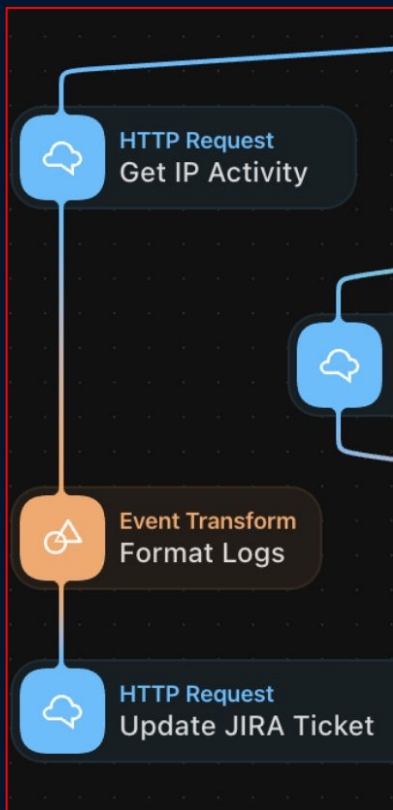 HTTP Request
Get IP Activity
Event Transform
Format Logs
HTTP Request
Update JIRA Ticket